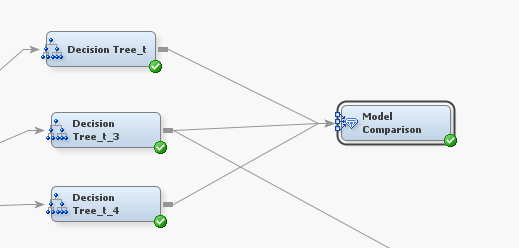 Decision Tree_t
Decision
Tree_t_3
Decision
Tree_t_4
Model
Comparison